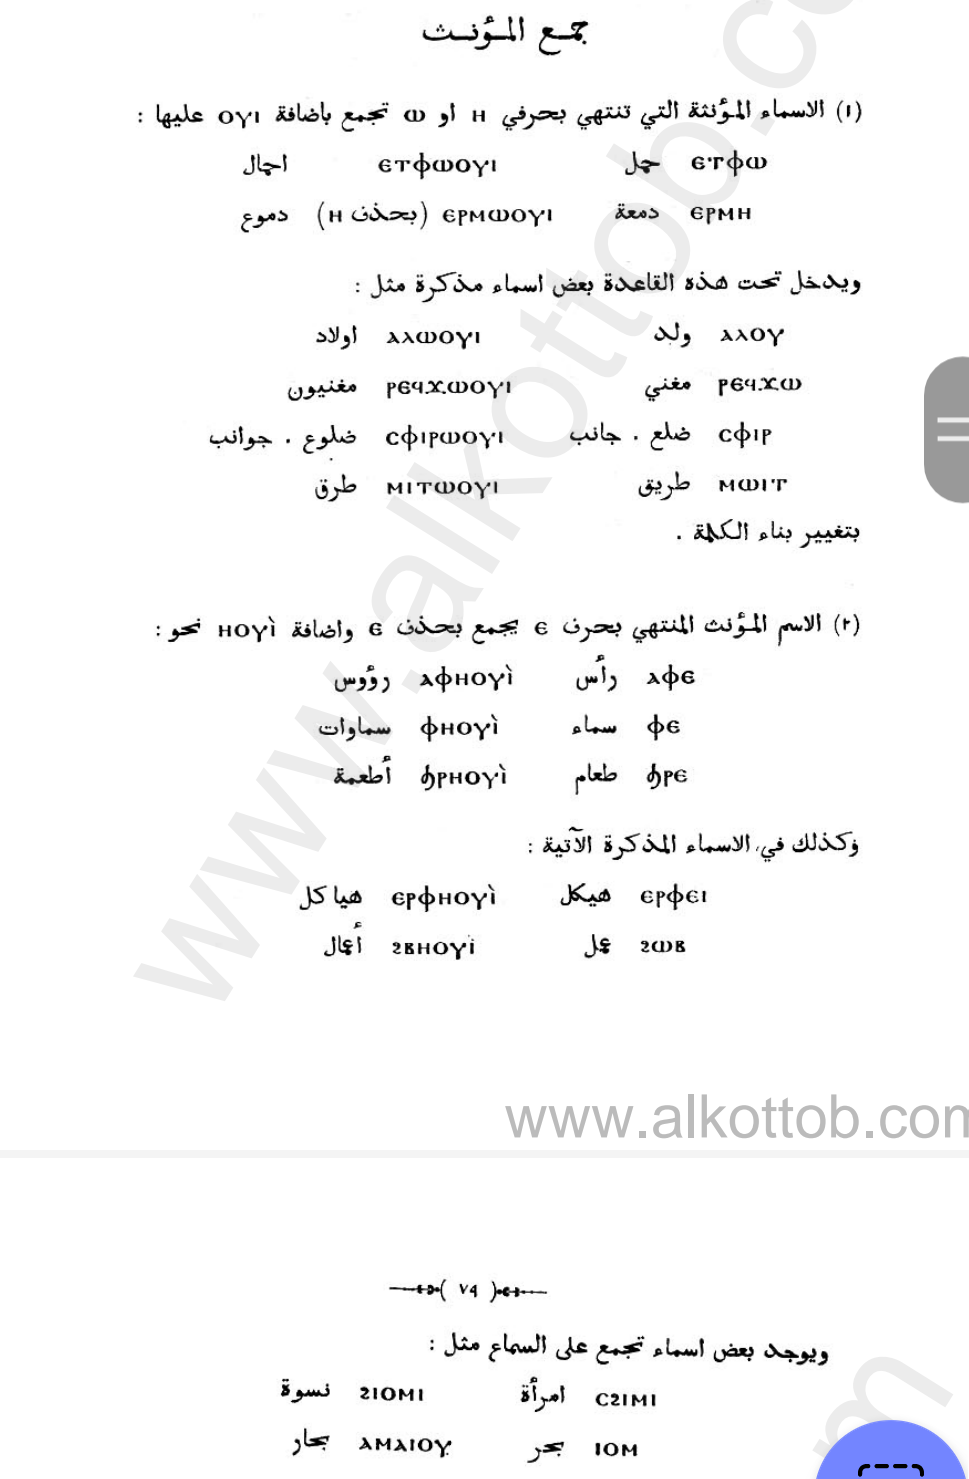 جمع المؤنث
(١) الاسماء المؤنثة التي تنتهي بحرفي ⲏ او ⲱ تجمع باضافة ⲟⲩⲓ عليها :
ⲉⲧⲫⲱ حمل ⲉⲧⲫⲱⲟⲩⲓ احمال
ⲉⲣⲙⲏ دمعة ⲉⲣⲙⲱⲟⲩⲓ (بحذف ⲏ) دموع
ويدخل تحت هذه القاعدة بعض اسماء مذكرة مثل :
ⲁⲗⲟⲩ ولد ⲁⲗⲱⲟⲩⲓ اولاد
ⲣⲉϥϫⲱ مغني ⲣⲉϥϫⲱⲟⲩⲓ مغنيون
ⲥⲫⲓⲣ ضلع . جانب ⲥⲫⲓⲣⲱⲟⲩⲓ ضلوع . جوانب
ⲙⲱⲓⲧ طريق ⲙⲓⲧⲱⲟⲩⲓ طرق
بتغيير بناء الكلمة .
(٢) الاسم المؤنث المنتهي بحرف ⲉ يجمع بحذف ⲉ واضافة ⲏⲟⲩⲓ̀ نحو :
ⲁⲫⲉ رأس ⲁⲫⲏⲟⲩⲓ̀ رؤوس
ⲫⲉ سماء ⲫⲏⲟⲩⲓ̀ سماوات
ϧⲣⲉ طعام ϧⲣⲏⲟⲩⲓ̀ أطعمة
وكذلك في الاسماء المذكرة الآتية :
ⲉⲣⲫⲉⲓ هيكل ⲉⲣⲫⲏⲟⲩⲓ̀ هياكل
ϩⲱⲃ عمل ϩⲃⲏⲟⲩⲓ̀ أعمال
www.alkottob.com
( ٧٩ )
ويوجد بعض اسماء تجمع على السماع مثل :
ⲥϩⲓⲙⲓ امرأة ϩⲓⲟⲙⲓ نسوة
ⲓⲟⲙ بحر ⲁⲙⲁⲓⲟⲩ بحار